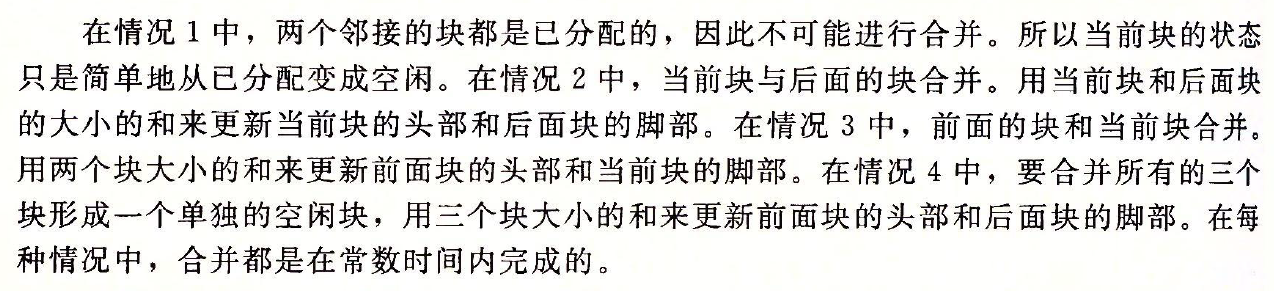 在情况 1 中，两个邻接的块都是已分配的，因此不可能进行合并。所以当前块的状态
只是简单地从已分配变成空闲。在情况 2 中，当前块与后面的块合并。用当前块和后面块
的大小的和来更新当前块的头部和后面块的脚部。在情况 3 中，前面的块和当前块合并。
用两个块大小的和来更新前面块的头部和当前块的脚部。在情况 4 中，要合并所有的三个
块形成一个单独的空闲块，用三个块大小的和来更新前面块的头部和后面块的脚部。在每
种情况中，合并都是在常数时间内完成的。